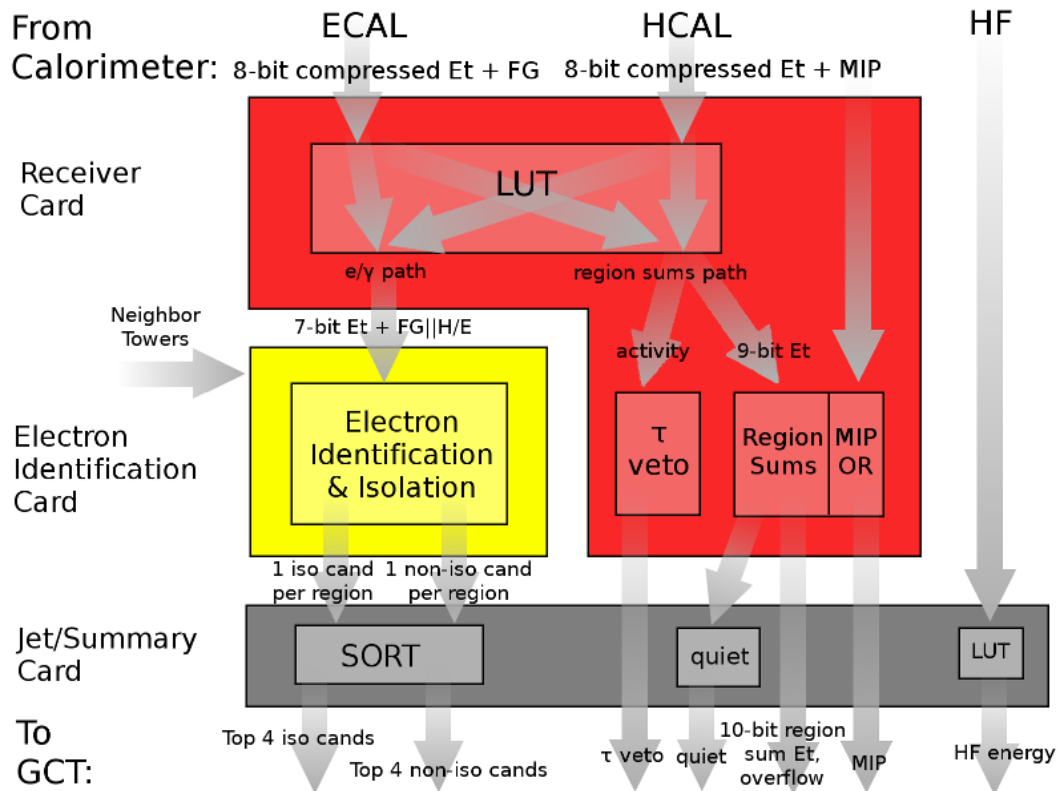 From
Calorimeter:
ECAL
HCAL
HF
8-bit compressed Et + FG
8-bit compressed Et + MIP
Receiver
Card
LUT
e/γ path
region sums path
Neighbor
Towers
7-bit Et + FG||H/E
activity
9-bit Et
Electron
Identification
Card
Electron
Identification
& Isolation
τ
veto
Region
Sums
MIP
OR
1 iso cand
per region
1 non-iso cand
per region
Jet/Summary
Card
SORT
quiet
LUT
To
GCT:
Top 4 iso cands
Top 4 non-iso cands
τ veto
quiet
10-bit region
sum Et,
overflow
MIP
HF energy